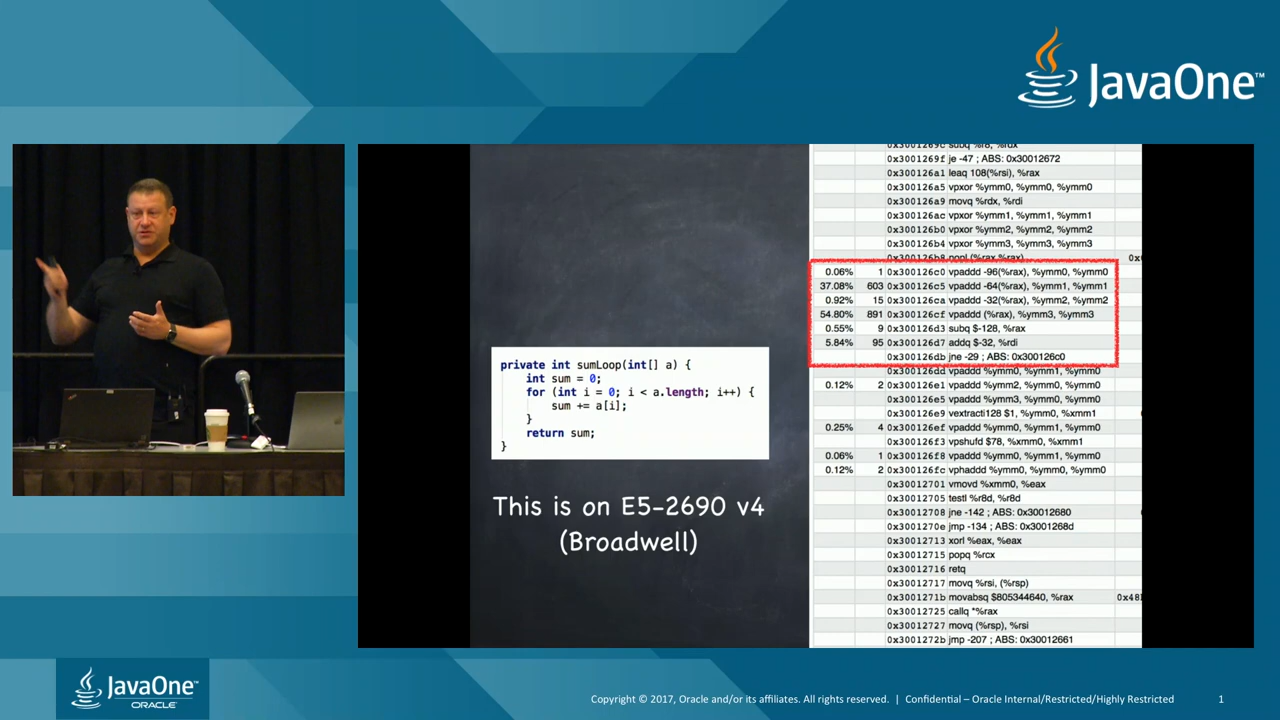 JavaOne™
private int sumLoop(int[] a) {
int sum = 0;
for (int i = 0; i < a.length; i++) {
sum += a[i];
}
return sum;
}
This is on E5-2690 v4
(Broadwell)
0x3001269c subq %r8, %rdx
0x3001269f je -47 ; ABS: 0x30012672
0x300126a1 leaq 108(%rsi), %rax
0x300126a5 vpxor %ymm0, %ymm0, %ymm0
0x300126a9 movq %rdx, %rdi
0x300126ac vpxor %ymm1, %ymm1, %ymm1
0x300126b0 vpxor %ymm2, %ymm2, %ymm2
0x300126b4 vpxor %ymm3, %ymm3, %ymm3
0x300126b8 nopl (%rax,%rax)
0.06% 1 0x300126c0 vpaddd -96(%rax), %ymm0, %ymm0
37.08% 603 0x300126c5 vpaddd -64(%rax), %ymm1, %ymm1
0.92% 15 0x300126ca vpaddd -32(%rax), %ymm2, %ymm2
54.80% 891 0x300126cf vpaddd (%rax), %ymm3, %ymm3
0.55% 9 0x300126d3 subq $-128, %rax
5.84% 95 0x300126d7 addq $-32, %rdi
0x300126db jne -29 ; ABS: 0x300126c0
0x300126dd vpaddd %ymm0, %ymm1, %ymm0
0.12% 2 0x300126e1 vpaddd %ymm2, %ymm0, %ymm0
0x300126e5 vpaddd %ymm3, %ymm0, %ymm0
0x300126e9 vextracti128 $1, %ymm0, %xmm1
0.25% 4 0x300126ef vpaddd %ymm0, %ymm1, %ymm0
0x300126f3 vpshufd $78, %xmm0, %xmm1
0.06% 1 0x300126f8 vpaddd %ymm0, %ymm1, %ymm0
0.12% 2 0x300126fc vphaddd %ymm0, %ymm0, %ymm0
0x30012701 vmovd %xmm0, %eax
0x30012705 testl %r8d, %r8d
0x30012708 jne -142 ; ABS: 0x30012680
0x3001270e jmp -134 ; ABS: 0x3001268d
0x30012713 xorl %eax, %eax
0x30012715 popq %rcx
0x30012716 retq
0x30012717 movq %rsi, (%rsp)
0x3001271b movabsq $805344640, %rax
0x30012725 callq *%rax
0x30012727 movq (%rsp), %rsi
0x3001272b jmp -207 ; ABS: 0x30012661
JavaOne™
ORACLE®
Copyright © 2017, Oracle and/or its affiliates. All rights reserved. | Confidential – Oracle Internal/Restricted/Highly Restricted 1